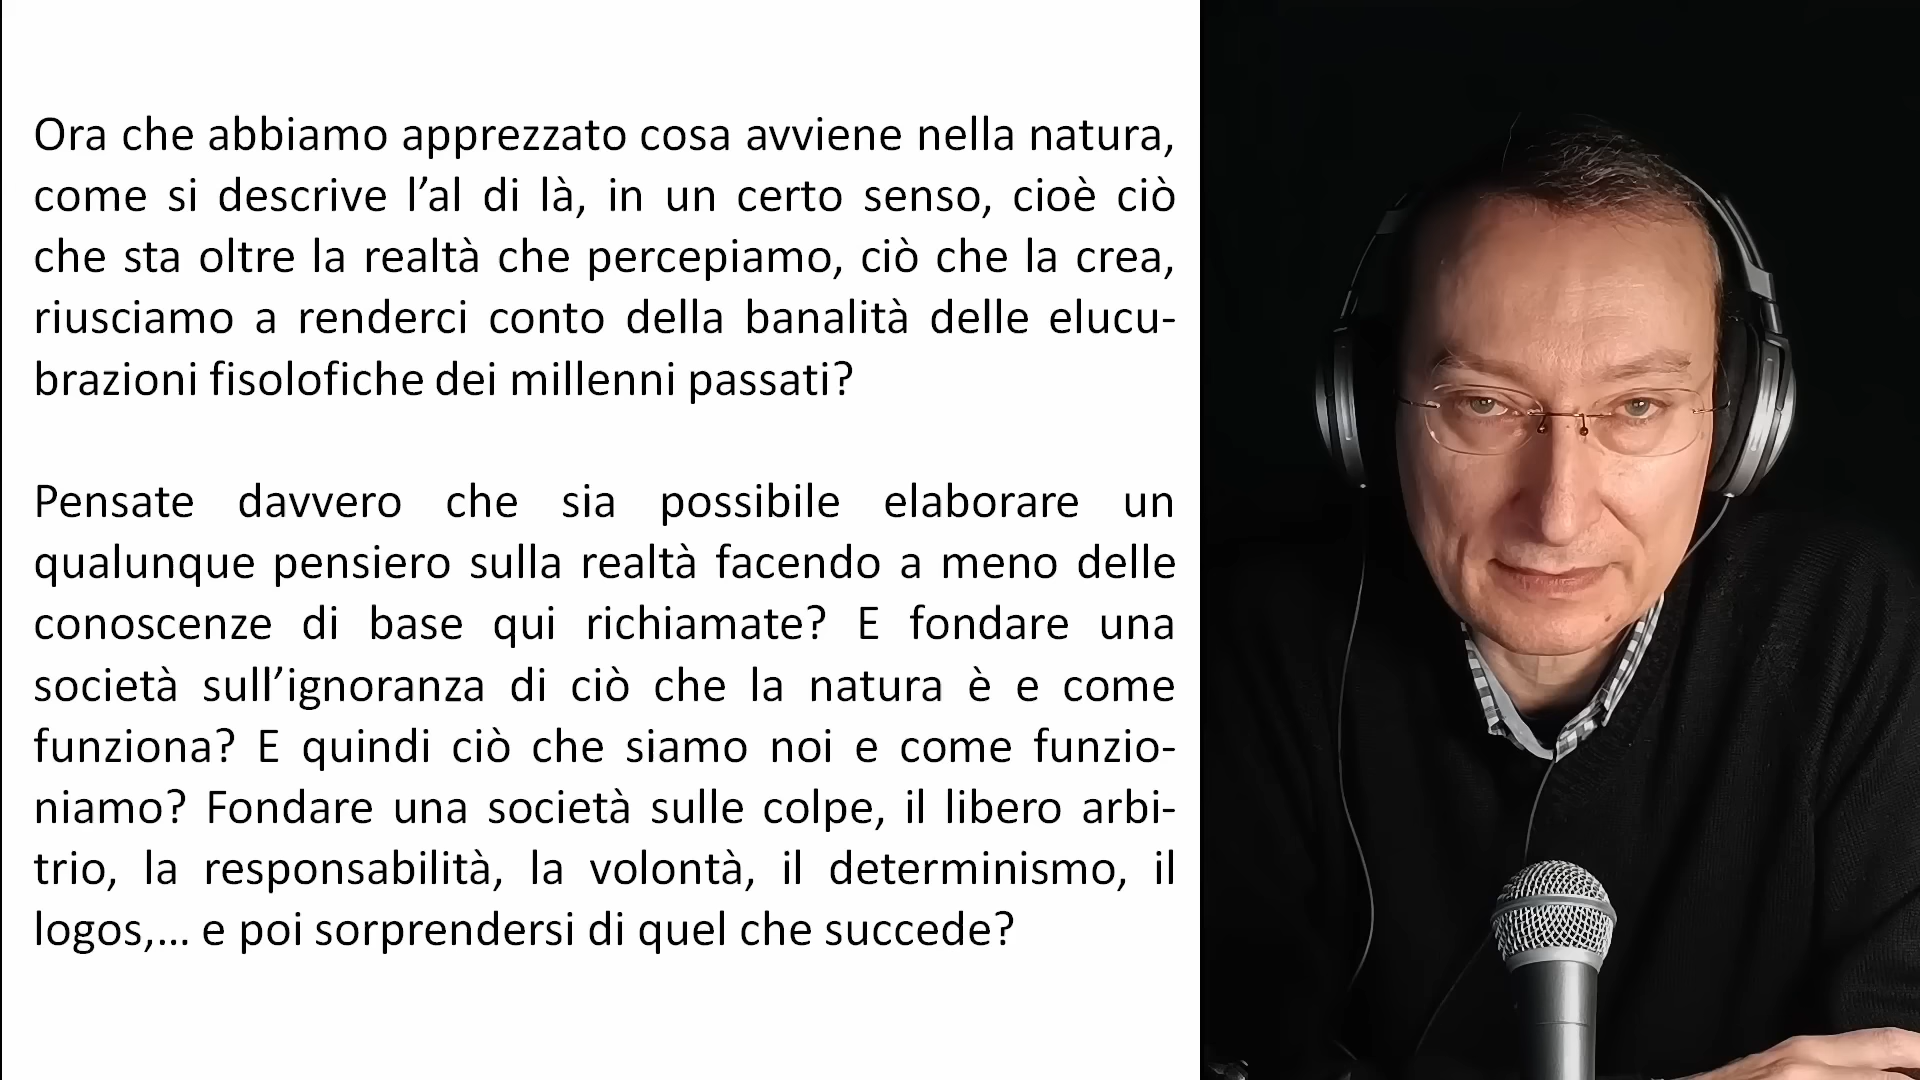 Ora che abbiamo apprezzato cosa avviene nella natura,
come si descrive l’al di là, in un certo senso, cioè ciò
che sta oltre la realtà che percepiamo, ciò che la crea,
riusciamo a renderci conto della banalità delle elucu-
brazioni fisolofiche dei millenni passati?
Pensate davvero che sia possibile elaborare un
qualunque pensiero sulla realtà facendo a meno delle
conoscenze di base qui richiamate? E fondare una
società sull’ignoranza di ciò che la natura è e come
funziona? E quindi ciò che siamo noi e come funzio-
niamo? Fondare una società sulle colpe, il libero arbi-
trio, la responsabilità, la volontà, il determinismo, il
logos,... e poi sorprendersi di quel che succede?